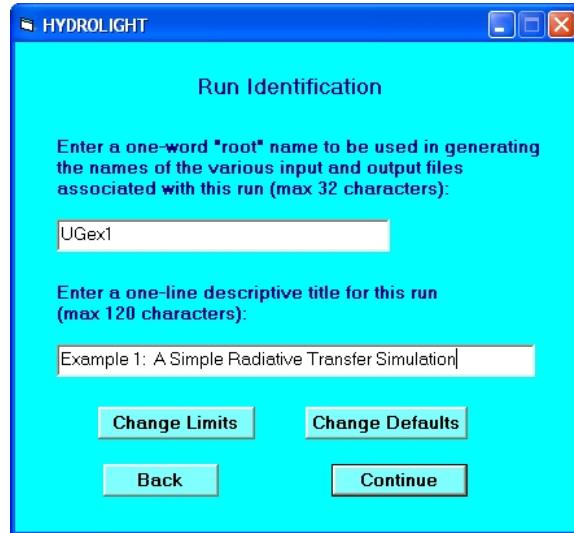 HYDROLIGHT
Run Identification
Enter a one-word "root" name to be used in generating
the names of the various input and output files
associated with this run (max 32 characters):
UGex1
Enter a one-line descriptive title for this run
(max 120 characters):
Example 1:  A Simple Radiative Transfer Simulation
Change Limits Change Defaults
Back Continue